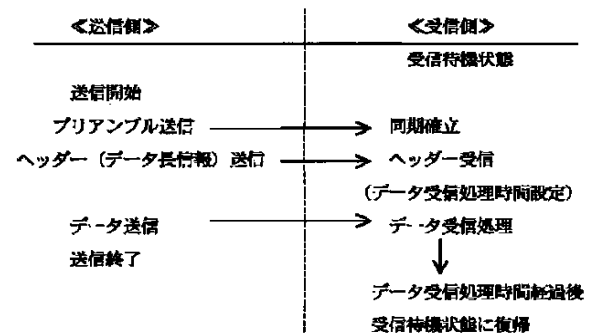 ≪送信側≫ ≪受信側≫
受信待機状態
送信開始
プリアンブル送信 同期確立
ヘッダー（データ長情報）送信 ヘッダー受信
（データ受信処理時間設定）
データ送信 データ受信処理
送信終了
データ受信処理時間経過後
受信待機状態に復帰